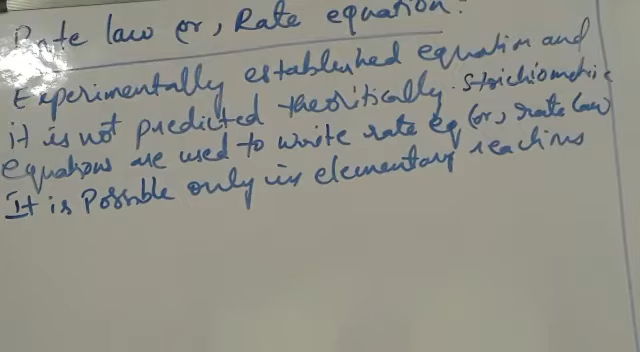 Rate law or, Rate equation:
Experimentally established equation and
it is not predicted theoritically. Stoichiometric
equations are used to write rate eq (or, rate law
It is Possible only in elementary reactions